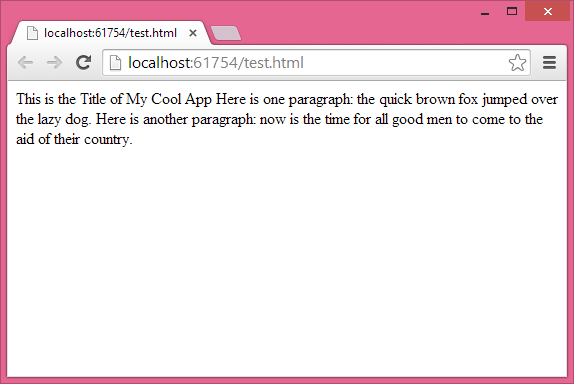 localhost:61754/test.html
localhost:61754/test.html
This is the Title of My Cool App Here is one paragraph: the quick brown fox jumped over
the lazy dog. Here is another paragraph: now is the time for all good men to come to the
aid of their country.